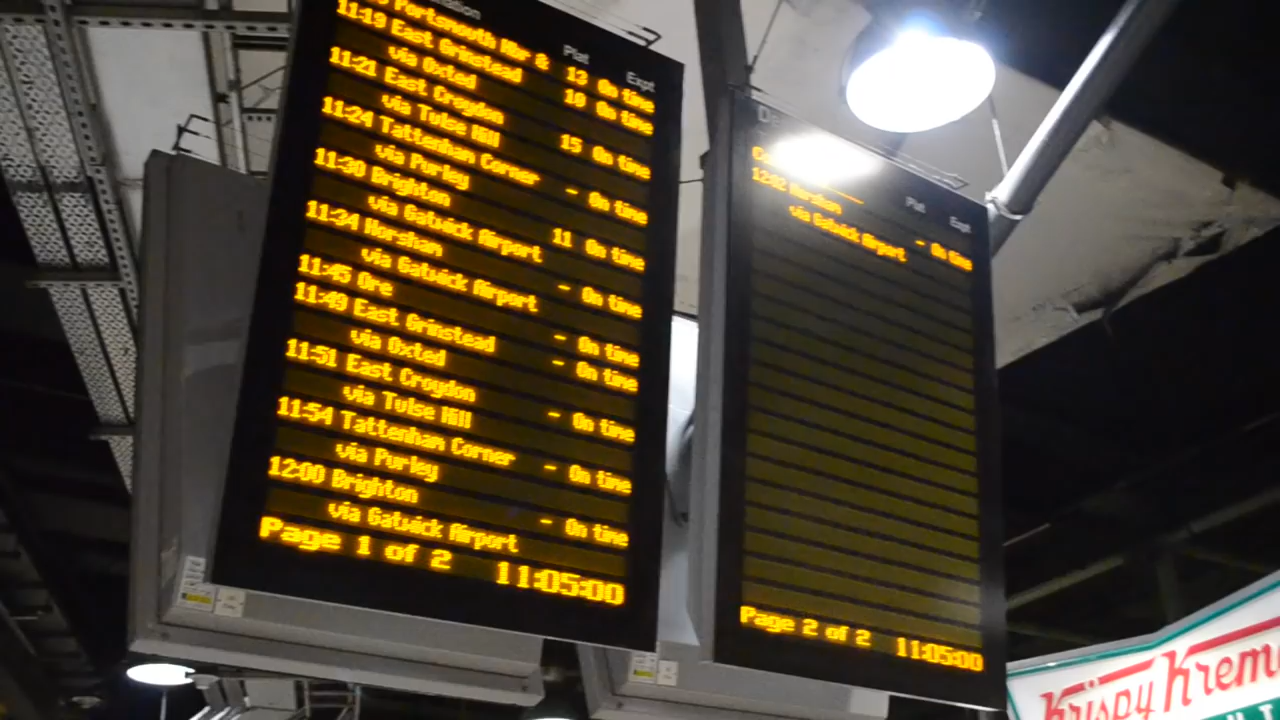 Plat Expt
Portsmouth Hbr & 13 On time
11:19 East Grinstead 10 On time
via Oxted
11:21 East Croydon 15 On time
via Tulse Hill
11:24 Tattenham Corner - On time
via Purley
11:30 Brighton 11 On time
via Gatwick Airport
11:34 Horsham - On time
via Gatwick Airport
11:45 Ore - On time
11:49 East Grinstead - On time
via Oxted
11:51 East Croydon - On time
via Tulse Hill
11:54 Tattenham Corner - On time
via Purley
12:00 Brighton - On time
via Gatwick Airport
Page 1 of 2 11:05:00
Plat Expt
12:02 Horsham - On time
via Gatwick Airport
Page 2 of 2 11:05:00
Krispy Kreme